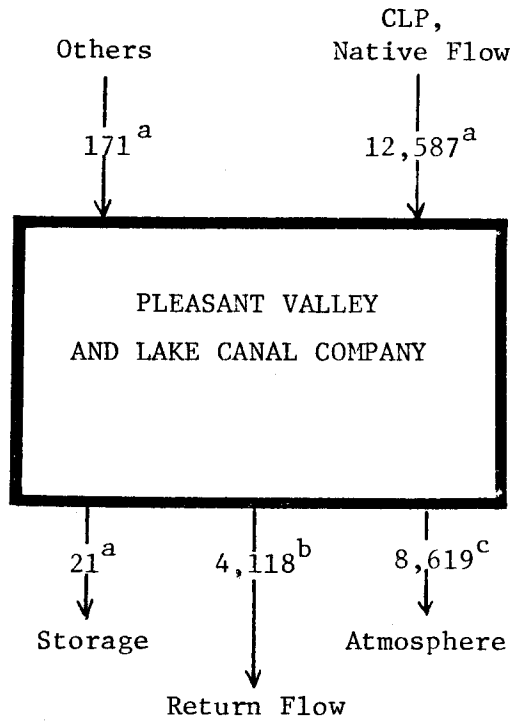 CLP,
Others
Native Flow
171a
12,587a
PLEASANT VALLEY
AND LAKE CANAL COMPANY
21a
4,118b
8,619c
Storage
Atmosphere
Return Flow